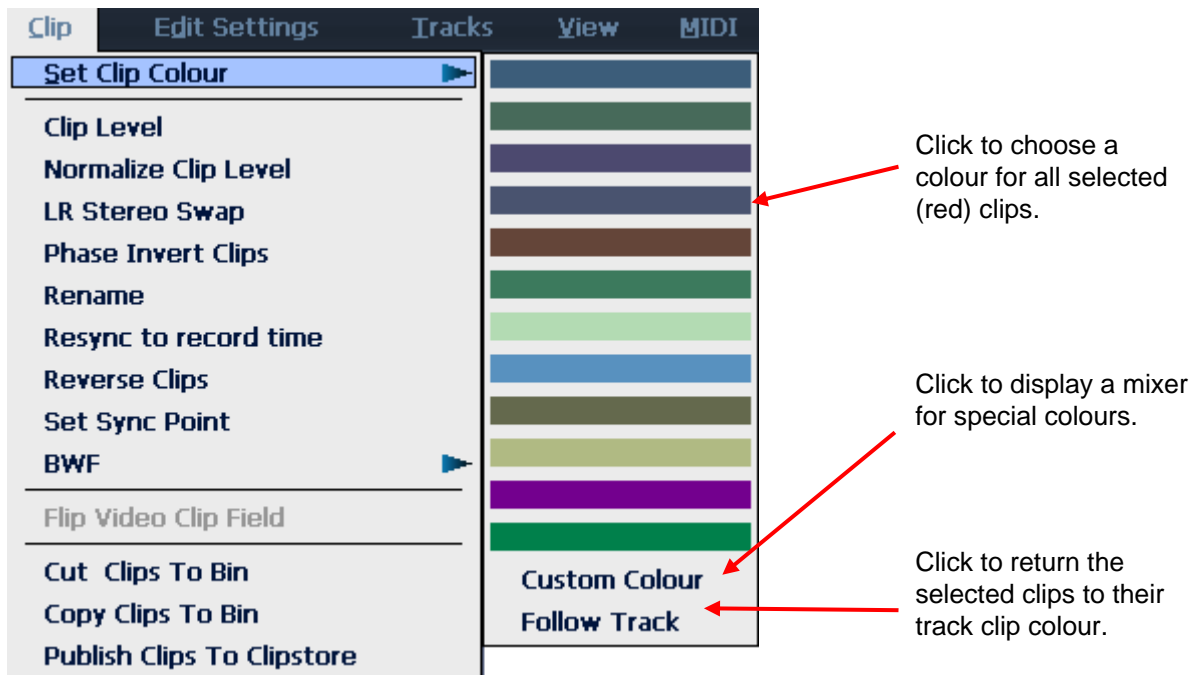 Clip Edit Settings Tracks View MIDI
Set Clip Colour
Clip Level
Normalize Clip Level
LR Stereo Swap
Phase Invert Clips
Rename
Resync to record time
Reverse Clips
Set Sync Point
BWF
Flip Video Clip Field
Cut Clips To Bin
Copy Clips To Bin
Publish Clips To Clipstore
Custom Colour
Follow Track
Click to choose a
colour for all selected
(red) clips.
Click to display a mixer
for special colours.
Click to return the
selected clips to their
track clip colour.